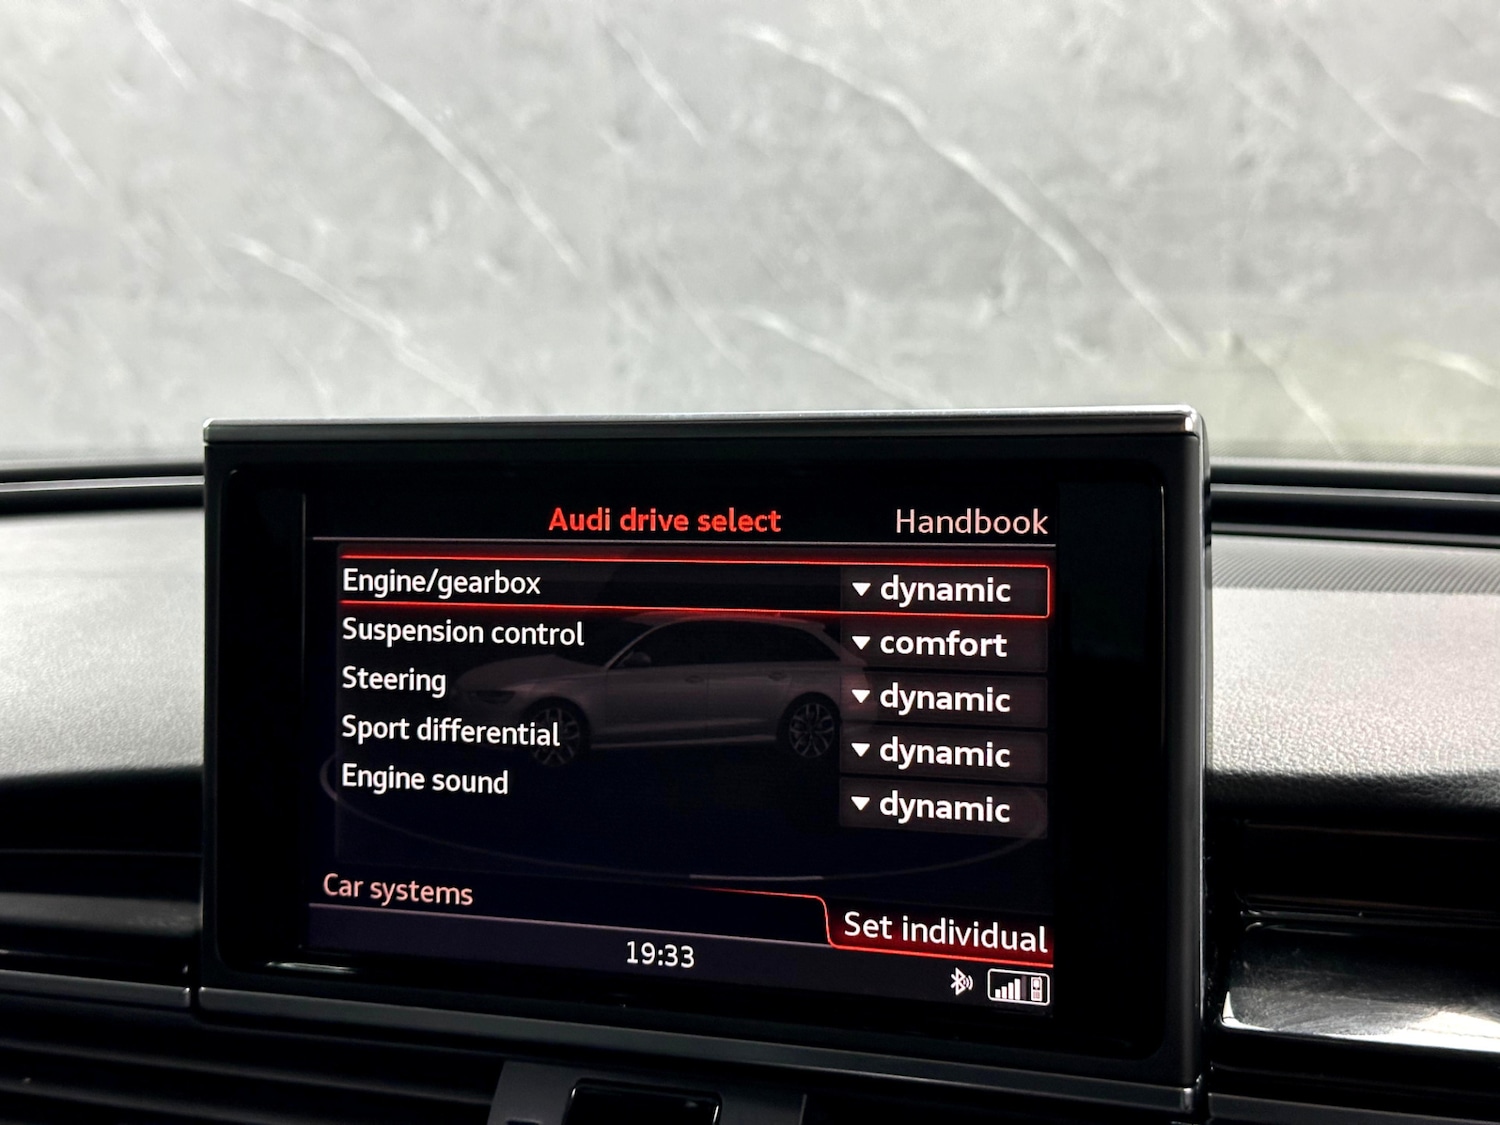 Audi drive select Handbook
Engine/gearbox ▼ dynamic
Suspension control ▼ comfort
Steering ▼ dynamic
Sport differential ▼ dynamic
Engine sound ▼ dynamic
Car systems
Set individual
19:33